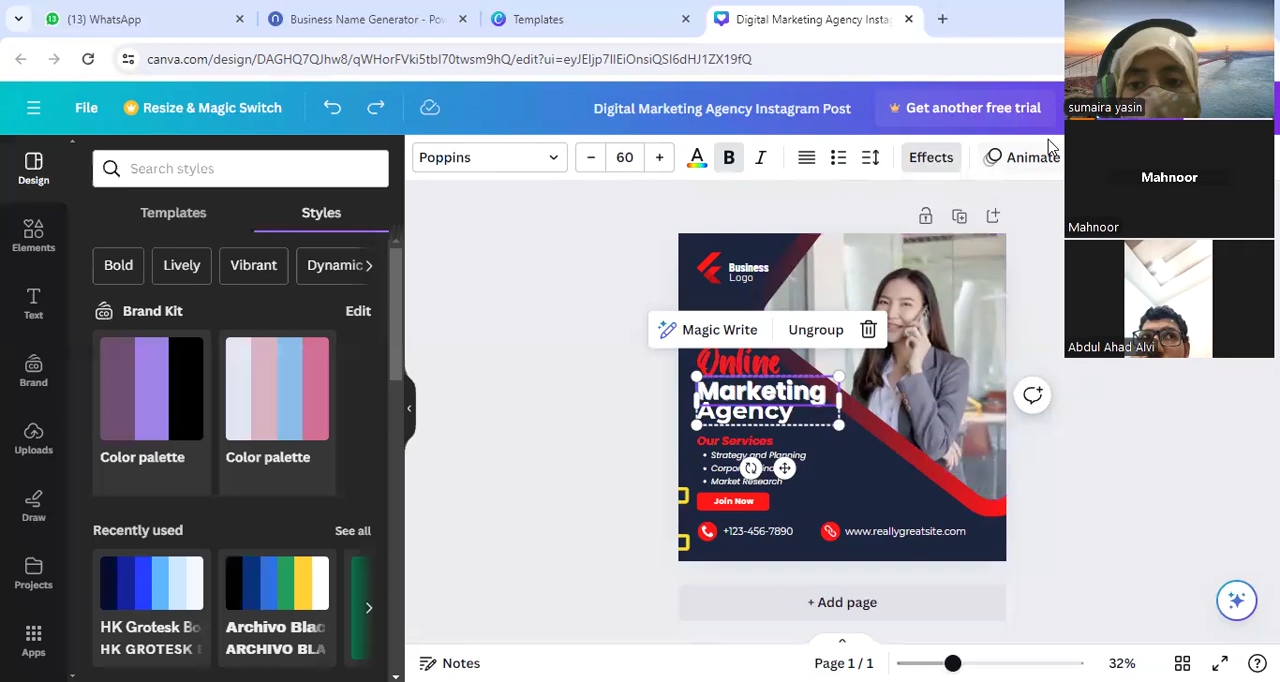 (13) WhatsApp
Business Name Generator - Pow
Templates
Digital Marketing Agency Insta
canva.com/design/DAGHQ7QJhw8/qWHorFVki5tbI70twsm9hQ/edit?ui=eyJEIjp7IlEiOnsiQSI6dHJ1ZX19fQ
File
Resize & Magic Switch
Digital Marketing Agency Instagram Post
Get another free trial
sumaira yasin
Poppins
60
A
B
I
Effects
Animate
Search styles
Design
Templates
Styles
Elements
Bold
Lively
Vibrant
Dynamic
Brand Kit
Edit
Text
Brand
Uploads
Draw
Projects
Apps
Color palette
Color palette
Recently used
See all
HK Grotesk Bo
HK GROTESK
Archivo Blac
ARCHIVO BLA
Business
Logo
Magic Write
Ungroup
Online
Marketing
Agency
Our Services
Strategy and Planning
Market Research
Join Now
+123-456-7890
www.reallygreatsite.com
+ Add page
Mahnoor
Mahnoor
Abdul Ahad Alvi
Notes
Page 1 / 1
32%